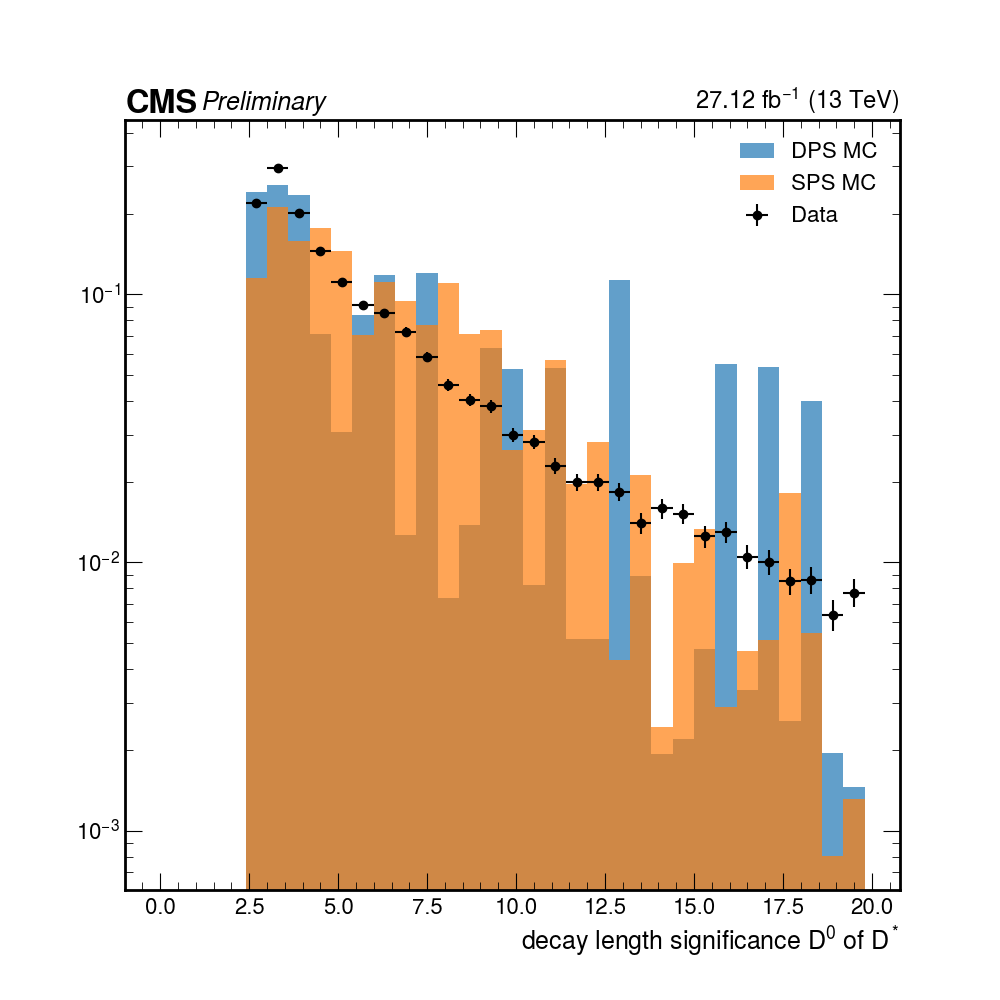 CMS Preliminary 27.12 fb⁻¹ (13 TeV)
DPS MC
SPS MC
Data
10⁻¹
10⁻²
10⁻³
0.0 2.5 5.0 7.5 10.0 12.5 15.0 17.5 20.0
decay length significance D⁰ of D*